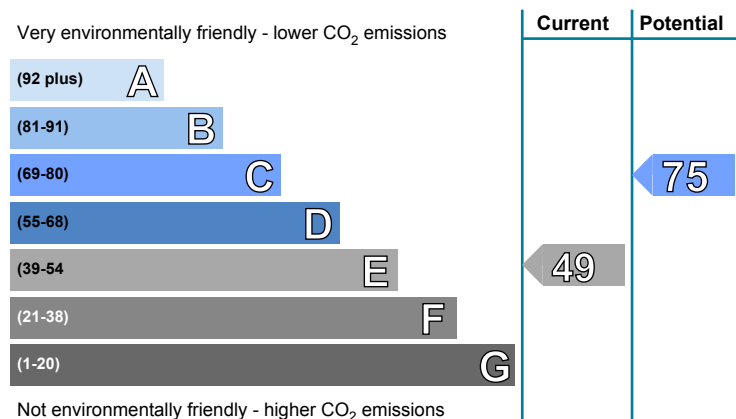 Current Potential
Very environmentally friendly - lower CO₂ emissions
(92 plus) A
(81-91) B
(69-80) C 75
(55-68) D
(39-54 E 49
(21-38) F
(1-20) G
Not environmentally friendly - higher CO₂ emissions